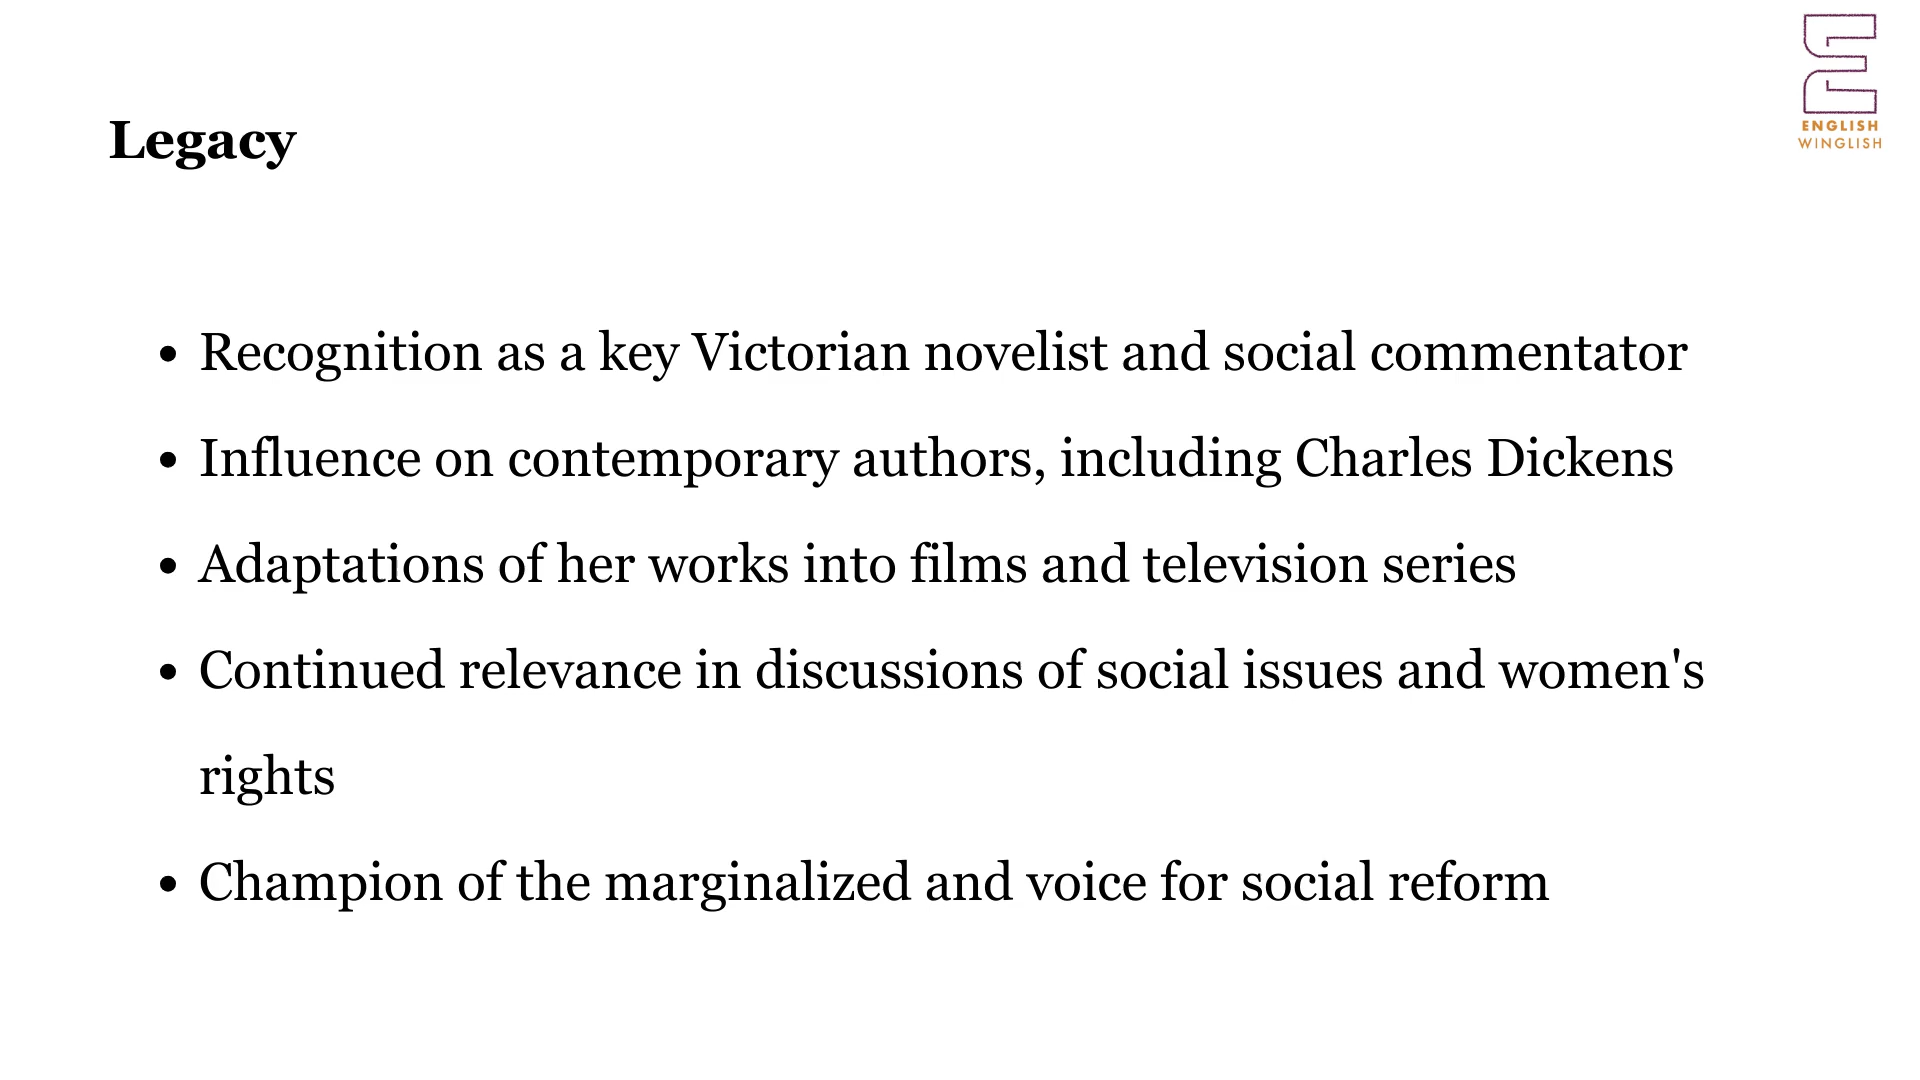 ENGLISH
WINGLISH
Legacy
• Recognition as a key Victorian novelist and social commentator
• Influence on contemporary authors, including Charles Dickens
• Adaptations of her works into films and television series
• Continued relevance in discussions of social issues and women's
rights
• Champion of the marginalized and voice for social reform